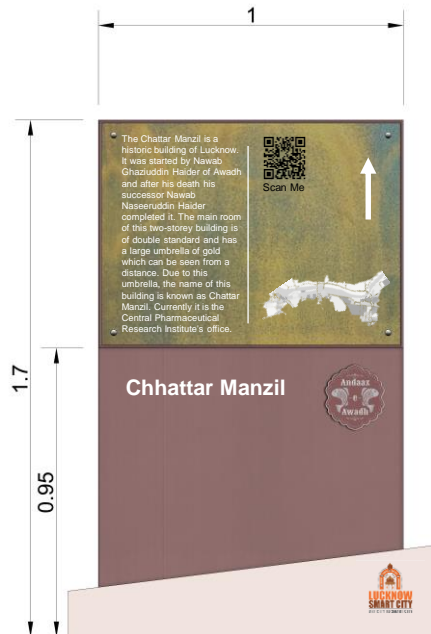 1
1.7
0.95
The Chattar Manzil is a
historic building of Lucknow.
It was started by Nawab
Ghaziuddin Haider of Awadh
and after his death his
successor Nawab
Naseeruddin Haider
completed it. The main room
of this two-storey building is
of double standard and has
a large umbrella of gold
which can be seen from a
distance. Due to this
umbrella, the name of this
building is known as Chattar
Manzil. Currently it is the
Central Pharmaceutical
Research Institute's office.
Scan Me
Chhattar Manzil
Andaaz
e
Awadh
LUCKNOW
SMART CITY